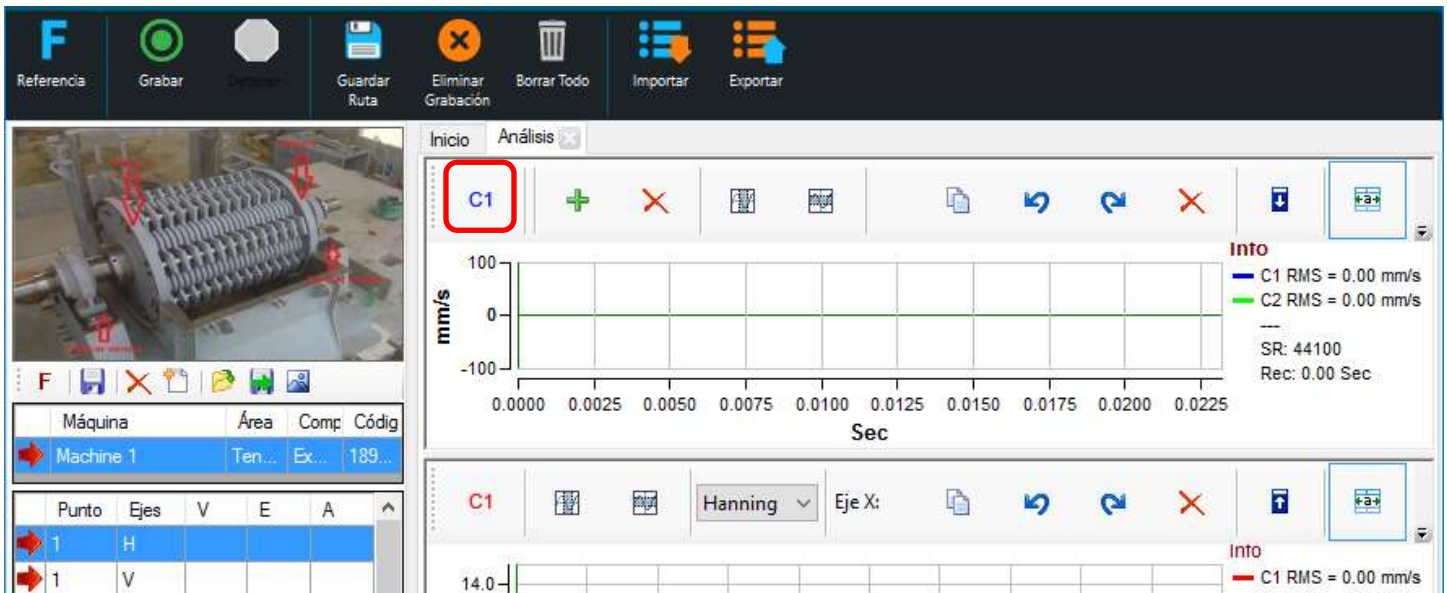 F
Referencia
Grabar
Guardar
Ruta
Eliminar
Grabación
Borrar Todo
Importar
Exportar
Inicio
Análisis
C1
100
0
-100
mm/s
0.0000 0.0025 0.0050 0.0075 0.0100 0.0125 0.0150 0.0175 0.0200 0.0225
Sec
Info
C1 RMS = 0.00 mm/s
C2 RMS = 0.00 mm/s
---
SR: 44100
Rec: 0.00 Sec
F
Máquina Área Comp Códig
Machine 1 Ten... Ex... 189...
Punto Ejes V E A
1 H
1 V
C1 Hanning Eje X:
14.0
Info
C1 RMS = 0.00 mm/s